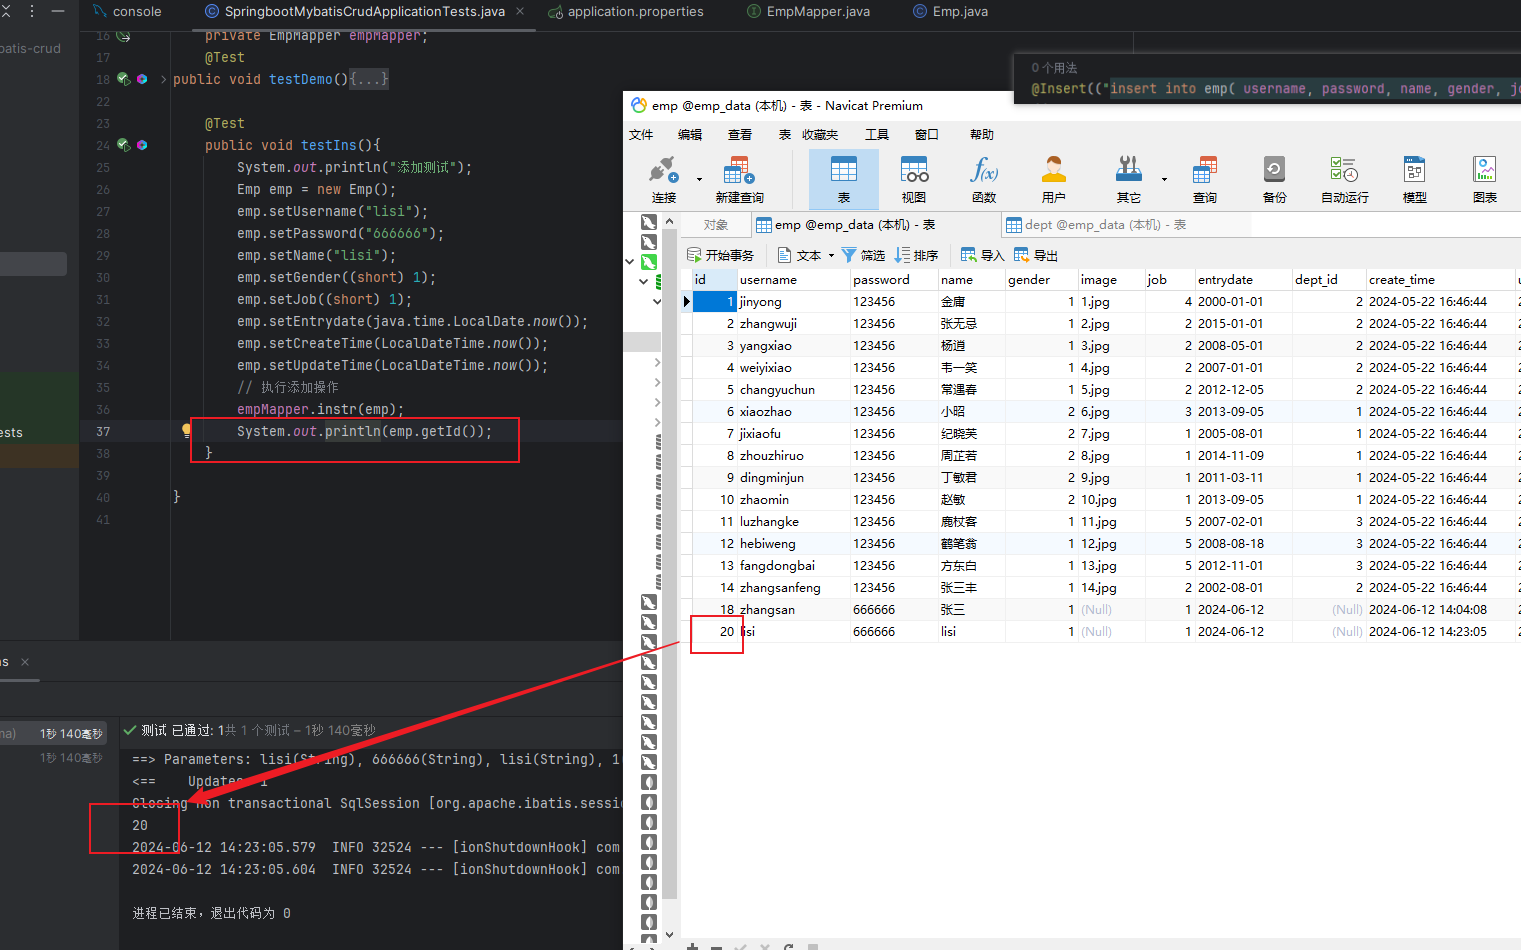 console
SpringbootMybatisCrudApplicationTests.java
application.properties
EmpMapper.java
Emp.java
batis-crud
16 private EmpMapper empMapper;
17 @Test
18 public void testDemo(){...}
22
23 @Test
24 public void testIns(){
25 System.out.println("添加测试");
26 Emp emp = new Emp();
27 emp.setUsername("lisi");
28 emp.setPassword("666666");
29 emp.setName("lisi");
30 emp.setGender((short) 1);
31 emp.setJob((short) 1);
32 emp.setEntrydate(java.time.LocalDate.now());
33 emp.setCreateTime(LocalDateTime.now());
34 emp.setUpdateTime(LocalDateTime.now());
35 // 执行添加操作
36 empMapper.instr(emp);
37 System.out.println(emp.getId());
38 }
39
40 }
41
ests
0 个用法
@Insert(("insert into emp( username, password, name, gender, jo
emp @emp_data (本机) - 表 - Navicat Premium
文件 编辑 查看 表 收藏夹 工具 窗口 帮助
连接 新建查询 表 视图 函数 用户 其它 查询 备份 自动运行 模型 图表
对象 emp @emp_data (本机) - 表 dept @emp_data (本机) - 表
开始事务 文本 筛选 排序 导入 导出
id username password name gender image job entrydate dept_id create_time u
1 jinyong 123456 金庸 1 1.jpg 4 2000-01-01 2 2024-05-22 16:46:44 2
2 zhangwuji 123456 张无忌 1 2.jpg 2 2015-01-01 2 2024-05-22 16:46:44 2
3 yangxiao 123456 杨逍 1 3.jpg 2 2008-05-01 2 2024-05-22 16:46:44 2
4 weiyixiao 123456 韦一笑 1 4.jpg 2 2007-01-01 2 2024-05-22 16:46:44 2
5 changyuchun 123456 常遇春 1 5.jpg 2 2012-12-05 2 2024-05-22 16:46:44 2
6 xiaozhao 123456 小昭 2 6.jpg 3 2013-09-05 1 2024-05-22 16:46:44 2
7 jixiaofu 123456 纪晓芙 2 7.jpg 1 2005-08-01 1 2024-05-22 16:46:44 2
8 zhouzhiruo 123456 周芷若 2 8.jpg 1 2014-11-09 1 2024-05-22 16:46:44 2
9 dingminjun 123456 丁敏君 2 9.jpg 1 2011-03-11 1 2024-05-22 16:46:44 2
10 zhaomin 123456 赵敏 2 10.jpg 1 2013-09-05 1 2024-05-22 16:46:44 2
11 luzhangke 123456 鹿杖客 1 11.jpg 5 2007-02-01 3 2024-05-22 16:46:44 2
12 hebiweng 123456 鹤笔翁 1 12.jpg 5 2008-08-18 3 2024-05-22 16:46:44 2
13 fangdongbai 123456 方东白 1 13.jpg 5 2012-11-01 3 2024-05-22 16:46:44 2
14 zhangsanfeng 123456 张三丰 1 14.jpg 2 2002-08-01 2 2024-05-22 16:46:44 2
18 zhangsan 666666 张三 1 (Null) 1 2024-06-12 (Null) 2024-06-12 14:04:08 2
20 lisi 666666 lisi 1 (Null) 1 2024-06-12 (Null) 2024-06-12 14:23:05 2
ns
ma) 1秒 140毫秒
1秒 140毫秒
测试 已通过: 1共 1 个测试 – 1秒 140毫秒
==> Parameters: lisi(String), 666666(String), lisi(String), 1
<== Updates: 1
Closing non transactional SqlSession [org.apache.ibatis.sessi
20
2024-06-12 14:23:05.579 INFO 32524 --- [ionShutdownHook] com
2024-06-12 14:23:05.604 INFO 32524 --- [ionShutdownHook] com
进程已结束，退出代码为 0